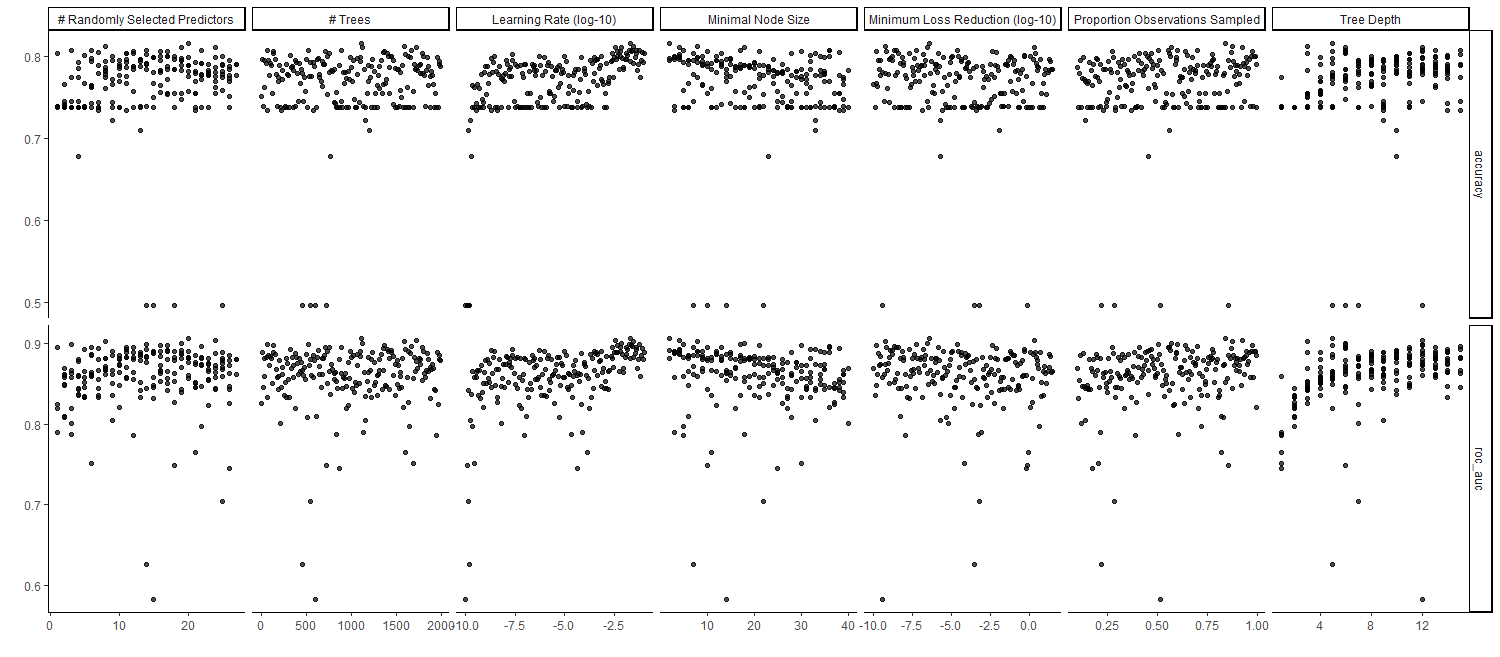 # Randomly Selected Predictors
# Trees
Learning Rate (log-10)
Minimal Node Size
Minimum Loss Reduction (log-10)
Proportion Observations Sampled
Tree Depth
0.8
0.7
0.6
0.5
accuracy
0.9
0.8
0.7
0.6
roc_auc
0 10 20
0 500 1000 1500 2000
-10.0 -7.5 -5.0 -2.5
10 20 30 40
-10.0 -7.5 -5.0 -2.5 0.0
0.25 0.50 0.75 1.00
4 8 12